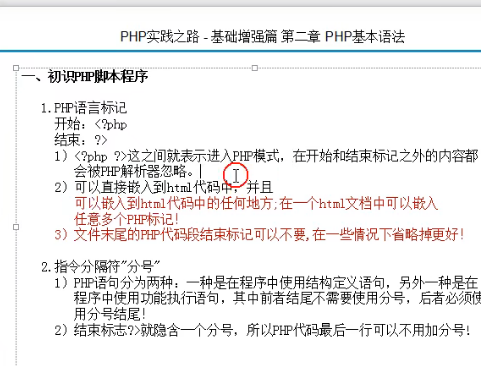 PHP实践之路 - 基础增强篇 第二章 PHP基本语法
一、初识PHP脚本程序
1.PHP语言标记
开始: <?php
结束: ?>
1) <?php ?>这之间就表示进入PHP模式, 在开始和结束标记之外的内容都
会被PHP解析器忽略。
2) 可以直接嵌入到html代码中, 并且
可以嵌入到html代码中的任何地方;在一个html文档中可以嵌入
任意多个PHP标记!
3) 文件末尾的PHP代码段结束标记可以不要,在一些情况下省略掉更好!
2.指令分隔符"分号"
1) PHP语句分为两种: 一种是在程序中使用结构定义语句, 另外一种是在
程序中使用功能执行语句, 其中前者结尾不需要使用分号, 后者必须使
用分号结尾!
2) 结束标志?>就隐含一个分号, 所以PHP代码最后一行可以不用加分号!